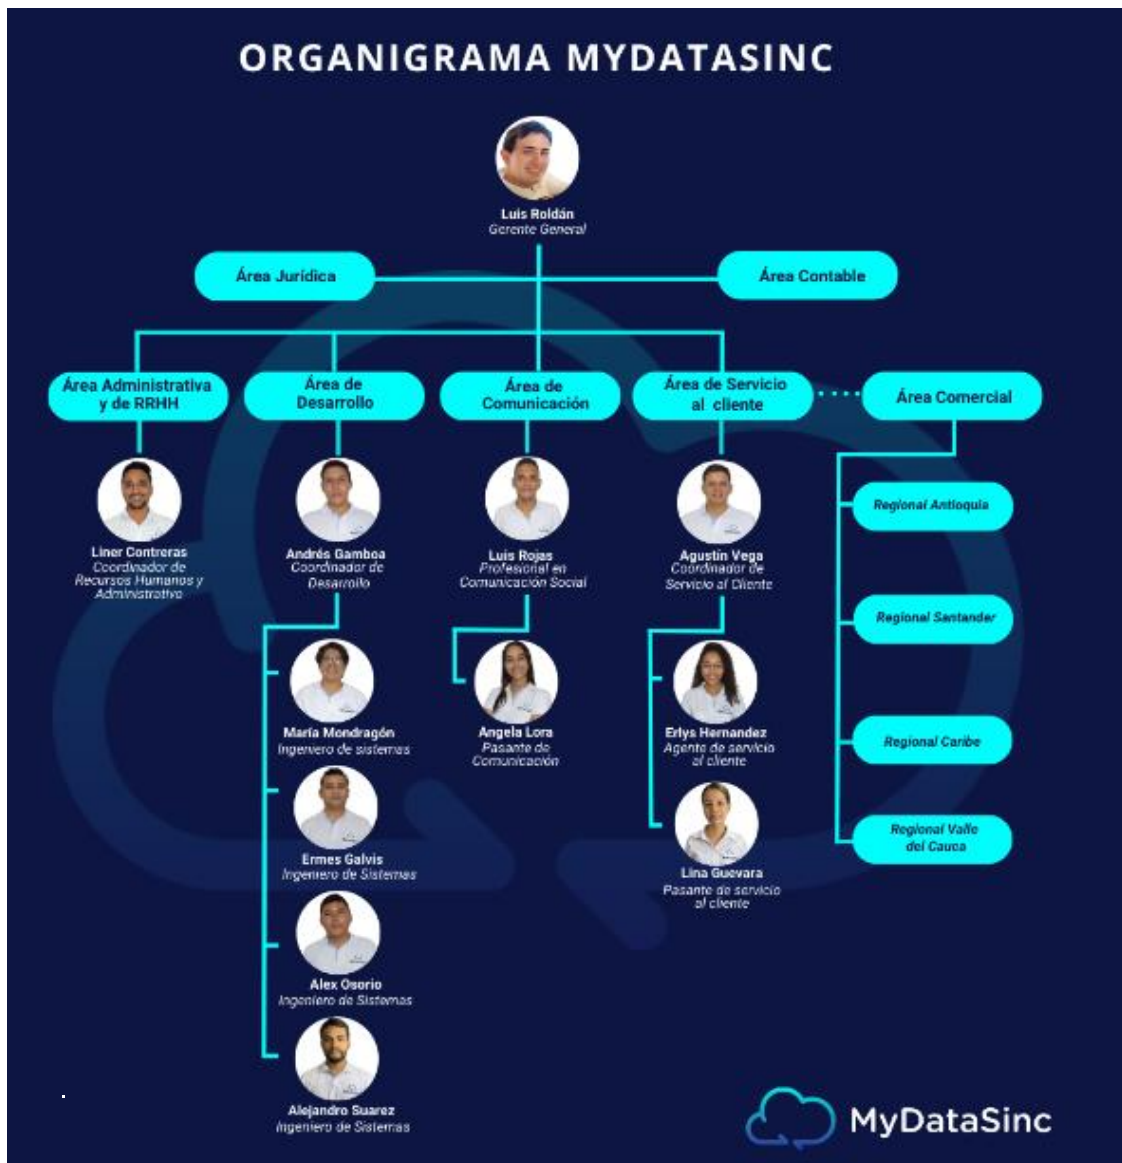 ORGANIGRAMA MYDATASINC
Luis Roldán
Gerente General
Área Jurídica
Área Contable
Área Administrativa
y de RRHH
Área de
Desarrollo
Área de
Comunicación
Área de Servicio
al cliente
Área Comercial
Liner Contreras
Coordinador de
Recursos Humanos y
Administrativo
Andrés Gamboa
Coordinador de
Desarrollo
Luis Rojas
Profesional en
Comunicación Social
Agustín Vega
Coordinador de
Servicio al Cliente
Regional Antioquia
Regional Santander
Regional Caribe
Regional Valle
del Cauca
María Mondragón
Ingeniero de sistemas
Angela Lora
Pasante de
Comunicación
Erlys Hernandez
Agente de servicio
al cliente
Ermes Galvis
Ingeniero de Sistemas
Lina Guevara
Pasante de servicio
al cliente
Alex Osorio
Ingeniero de Sistemas
Alejandro Suarez
Ingeniero de Sistemas
MyDataSinc